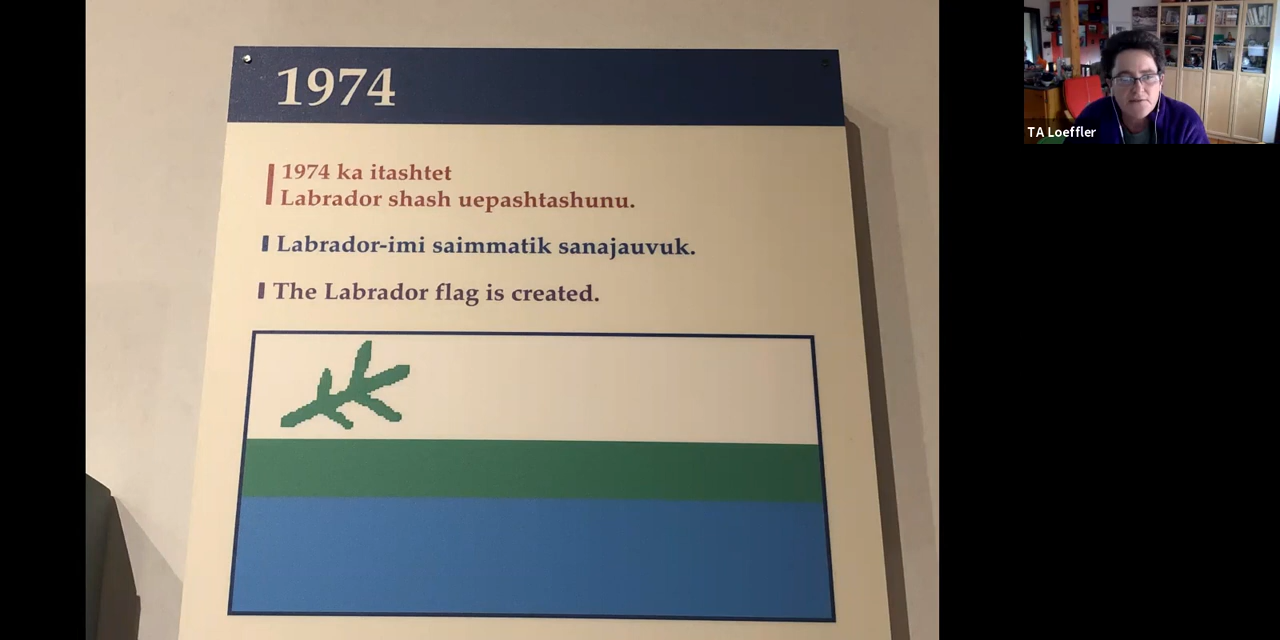 1974
1974 ka itashtet
Labrador shash uepashtashunu.
Labrador-imi saimmatik sanajauvuk.
The Labrador flag is created.
TA Loeffler